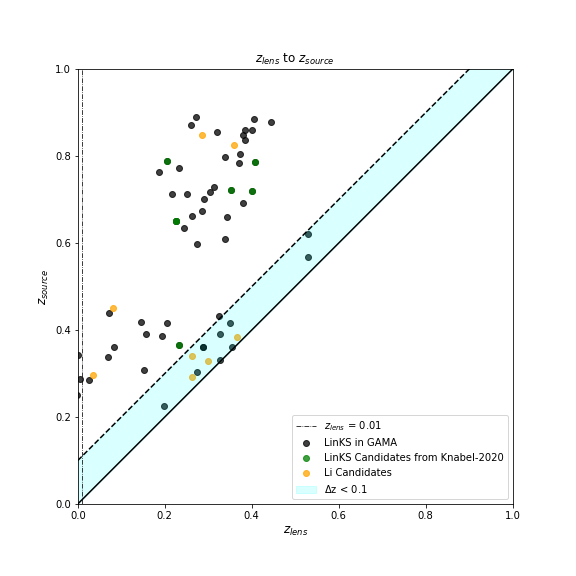 z_lens to z_source
1.0
0.8
0.6
0.4
0.2
0.0
z_source
0.0 0.2 0.4 0.6 0.8 1.0
z_lens
z_lens = 0.01
LinKS in GAMA
LinKS Candidates from Knabel-2020
Li Candidates
Δz < 0.1